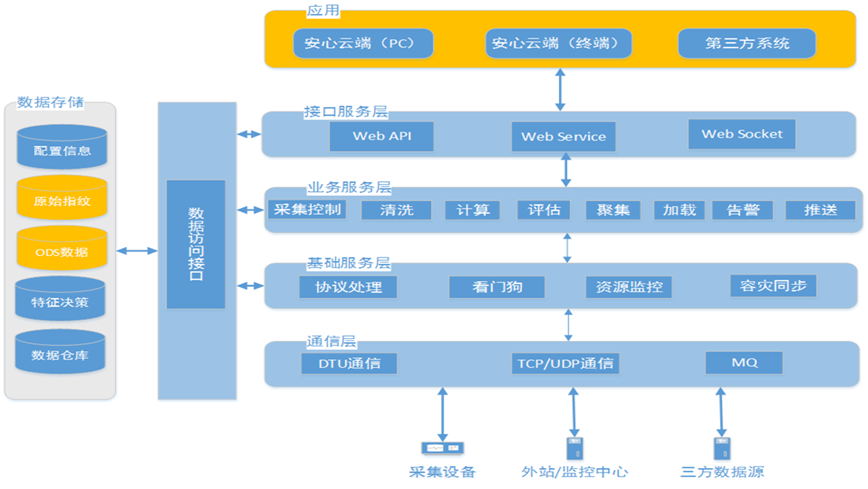 应用
安心云端（PC）
安心云端（终端）
第三方系统
数据存储
配置信息
原始指纹
ODS数据
特征决策
数据仓库
数据访问接口
接口服务层
Web API
Web Service
Web Socket
业务服务层
采集控制
清洗
计算
评估
聚集
加载
告警
推送
基础服务层
协议处理
看门狗
资源监控
容灾同步
通信层
DTU通信
TCP/UDP通信
MQ
采集设备
外站/监控中心
三方数据源